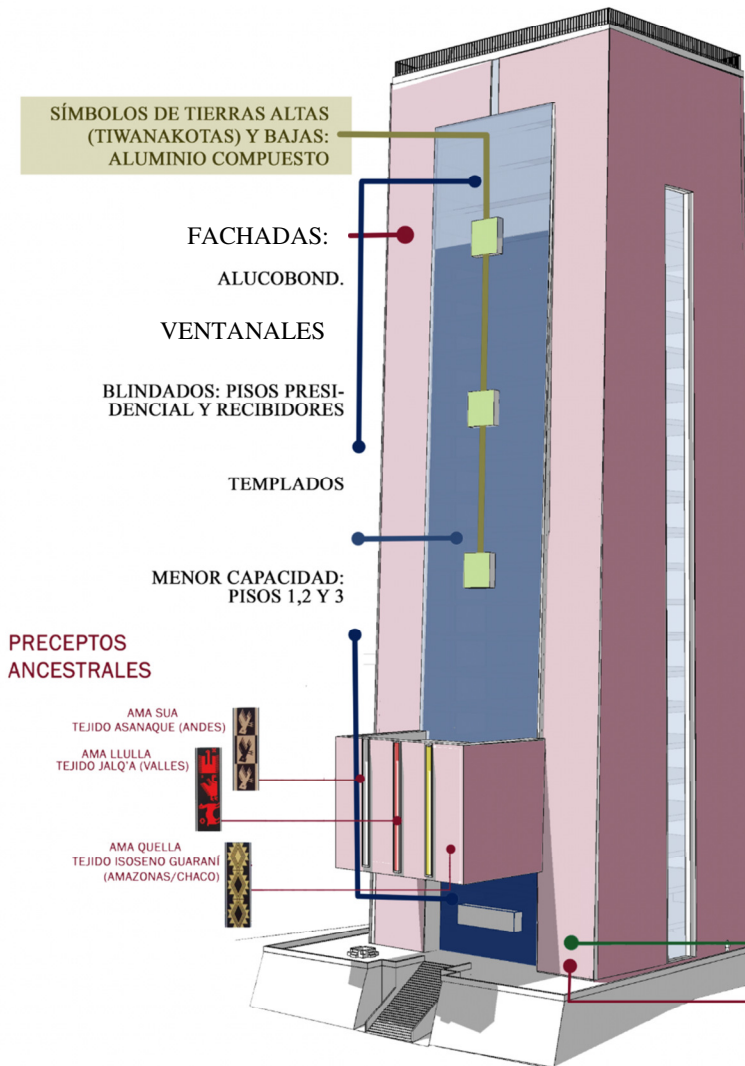 SÍMBOLOS DE TIERRAS ALTAS
(TIWANAKOTAS) Y BAJAS:
ALUMINIO COMPUESTO
FACHADAS:
ALUCOBOND.
VENTANALES
BLINDADOS: PISOS PRESI-
DENCIAL Y RECIBIDORES
TEMPLADOS
MENOR CAPACIDAD:
PISOS 1,2 Y 3
PRECEPTOS
ANCESTRALES
AMA SUA
TEJIDO ASANAQUE (ANDES)
AMA LLULLA
TEJIDO JALQ'A (VALLES)
AMA QUELLA
TEJIDO ISOSENO GUARANÍ
(AMAZONAS/CHACO)